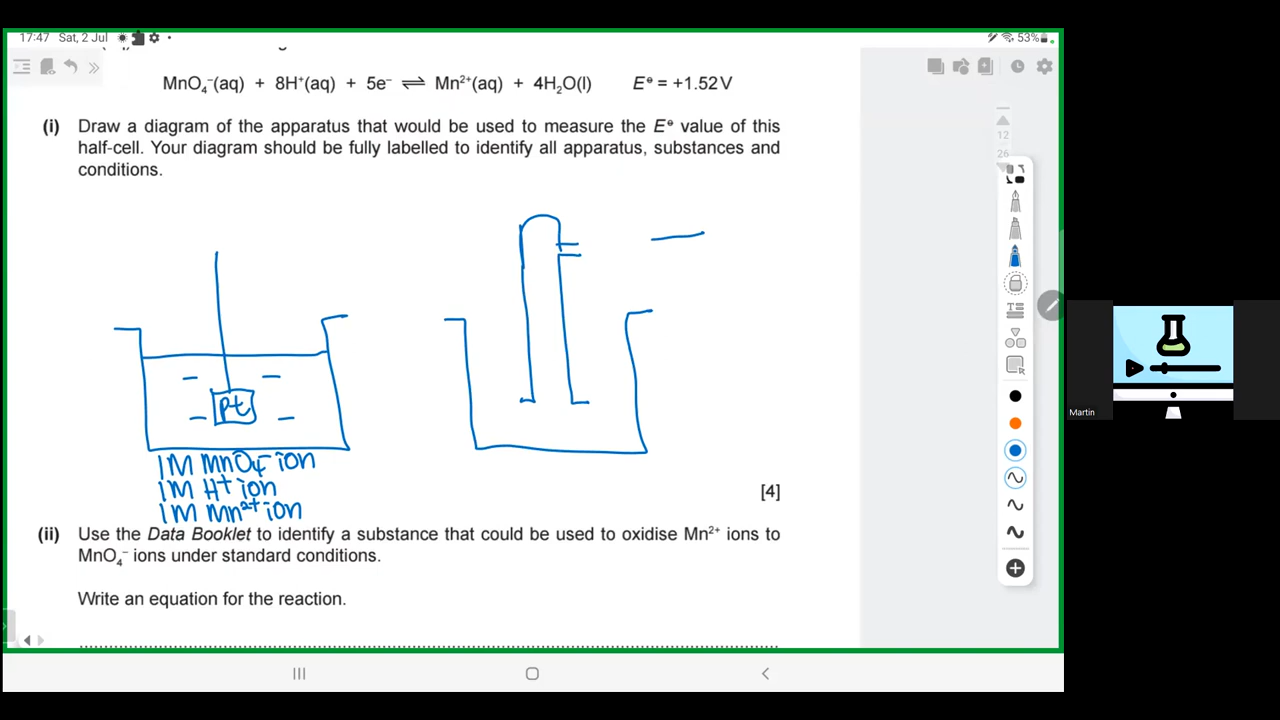 17:47 Sat, 2 Jul
53%
MnO₄⁻(aq) + 8H⁺(aq) + 5e⁻ ⇌ Mn²⁺(aq) + 4H₂O(l) E⦵ = +1.52V
(i) Draw a diagram of the apparatus that would be used to measure the E⦵ value of this
half-cell. Your diagram should be fully labelled to identify all apparatus, substances and
conditions.
Pt
1M MnO₄⁻ ion
1M H⁺ ion
1M Mn²⁺ ion
[4]
(ii) Use the Data Booklet to identify a substance that could be used to oxidise Mn²⁺ ions to
MnO₄⁻ ions under standard conditions.
Write an equation for the reaction.
12
26
Martin